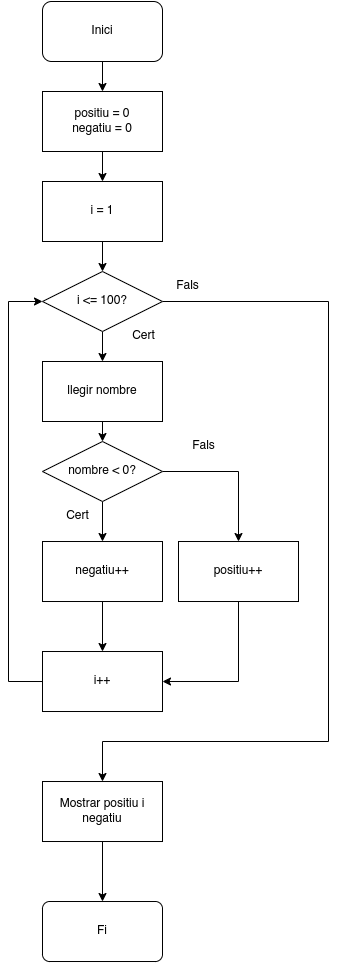 Inici
positiu = 0
negatiu = 0
i = 1
i <= 100?
Fals
Cert
llegir nombre
nombre < 0?
Fals
Cert
negatiu++
positiu++
i++
Mostrar positiu i
negatiu
Fi